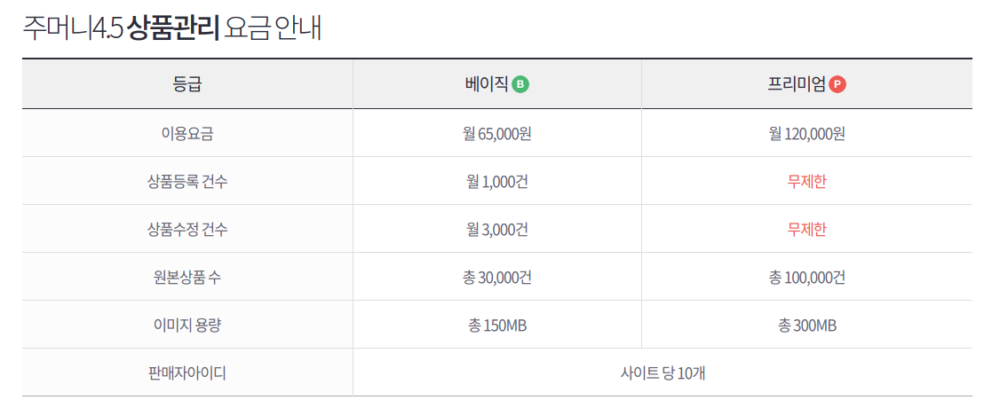 주머니4.5 상품관리 요금 안내
등급 베이직 B 프리미엄 P
이용요금 월 65,000원 월 120,000원
상품등록 건수 월 1,000건 무제한
상품수정 건수 월 3,000건 무제한
원본상품 수 총 30,000건 총 100,000건
이미지 용량 총 150MB 총 300MB
판매자아이디 사이트 당 10개